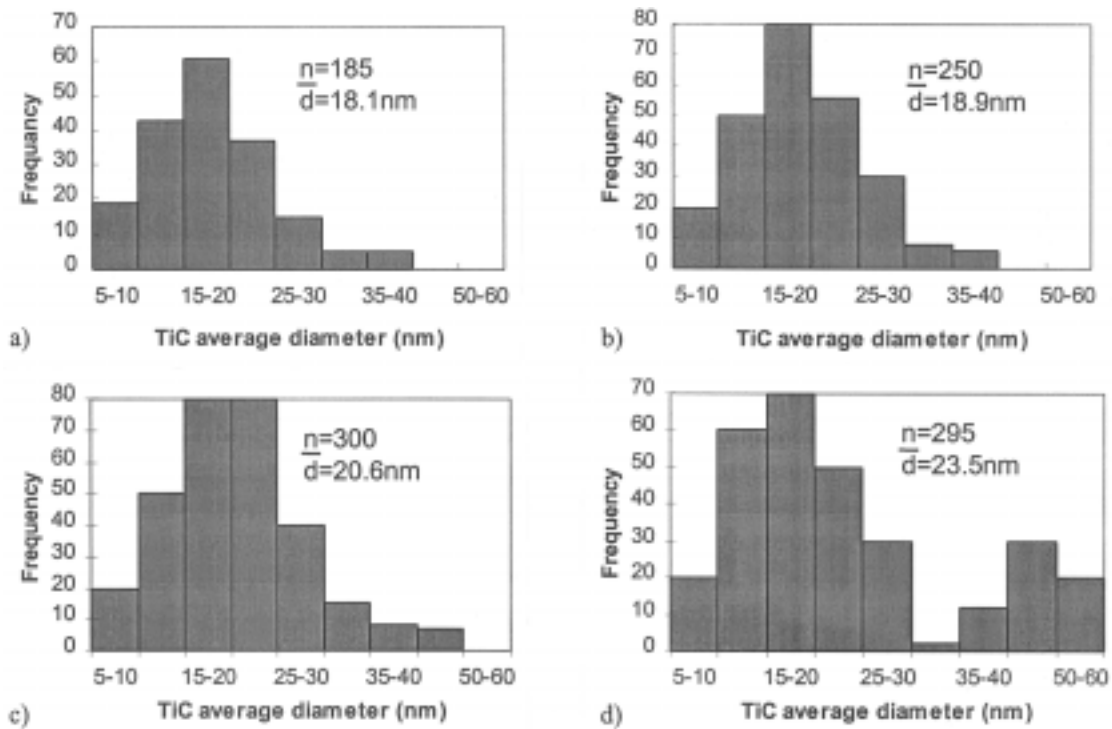 a)
Frequancy
70
60
50
40
30
20
10
0
n=185
d=18.1nm
5-10 15-20 25-30 35-40 50-60
TiC average diameter (nm)
b)
Frequency
80
70
60
50
40
30
20
10
0
n=250
d=18.9nm
5-10 15-20 25-30 35-40 50-60
TiC average diameter (nm)
c)
Frequency
80
70
60
50
40
30
20
10
0
n=300
d=20.6nm
5-10 15-20 25-30 35-40 50-60
TiC average diameter (nm)
d)
Frequency
70
60
50
40
30
20
10
0
n=295
d=23.5nm
5-10 15-20 25-30 35-40 50-60
TiC average diameter (nm)